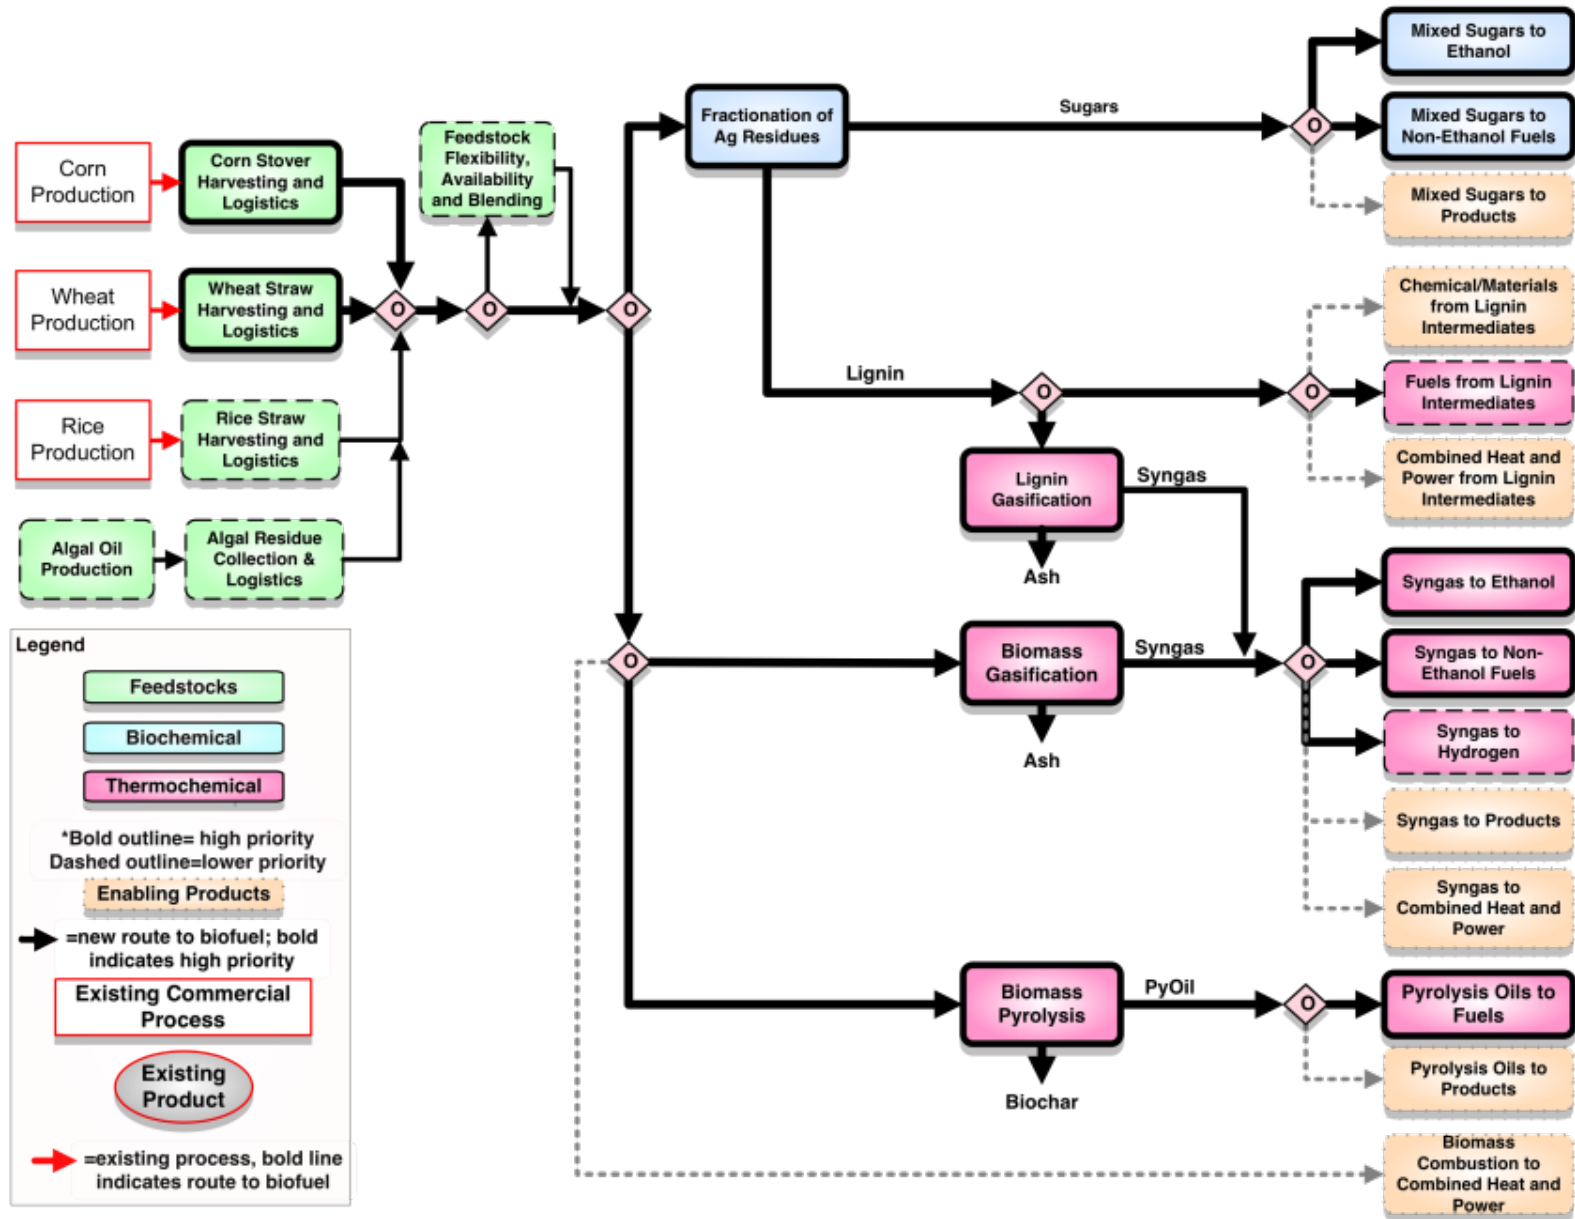 Corn
Production
Corn Stover
Harvesting and
Logistics
Feedstock
Flexibility,
Availability
and Blending
Wheat
Production
Wheat Straw
Harvesting and
Logistics
O
O
O
Rice
Production
Rice Straw
Harvesting and
Logistics
Algal Oil
Production
Algal Residue
Collection &
Logistics
Fractionation of
Ag Residues
Sugars
O
Mixed Sugars to
Ethanol
Mixed Sugars to
Non-Ethanol Fuels
Mixed Sugars to
Products
Lignin
O
O
Chemical/Materials
from Lignin
Intermediates
Fuels from Lignin
Intermediates
Combined Heat and
Power from Lignin
Intermediates
Lignin
Gasification
Syngas
Ash
O
Biomass
Gasification
Syngas
Ash
O
Syngas to Ethanol
Syngas to Non-
Ethanol Fuels
Syngas to
Hydrogen
Syngas to Products
Syngas to
Combined Heat and
Power
Biomass
Pyrolysis
PyOil
Biochar
O
Pyrolysis Oils to
Fuels
Pyrolysis Oils to
Products
Biomass
Combustion to
Combined Heat and
Power
Legend
Feedstocks
Biochemical
Thermochemical
*Bold outline= high priority
Dashed outline=lower priority
Enabling Products
=new route to biofuel; bold
indicates high priority
Existing Commercial
Process
Existing
Product
=existing process, bold line
indicates route to biofuel